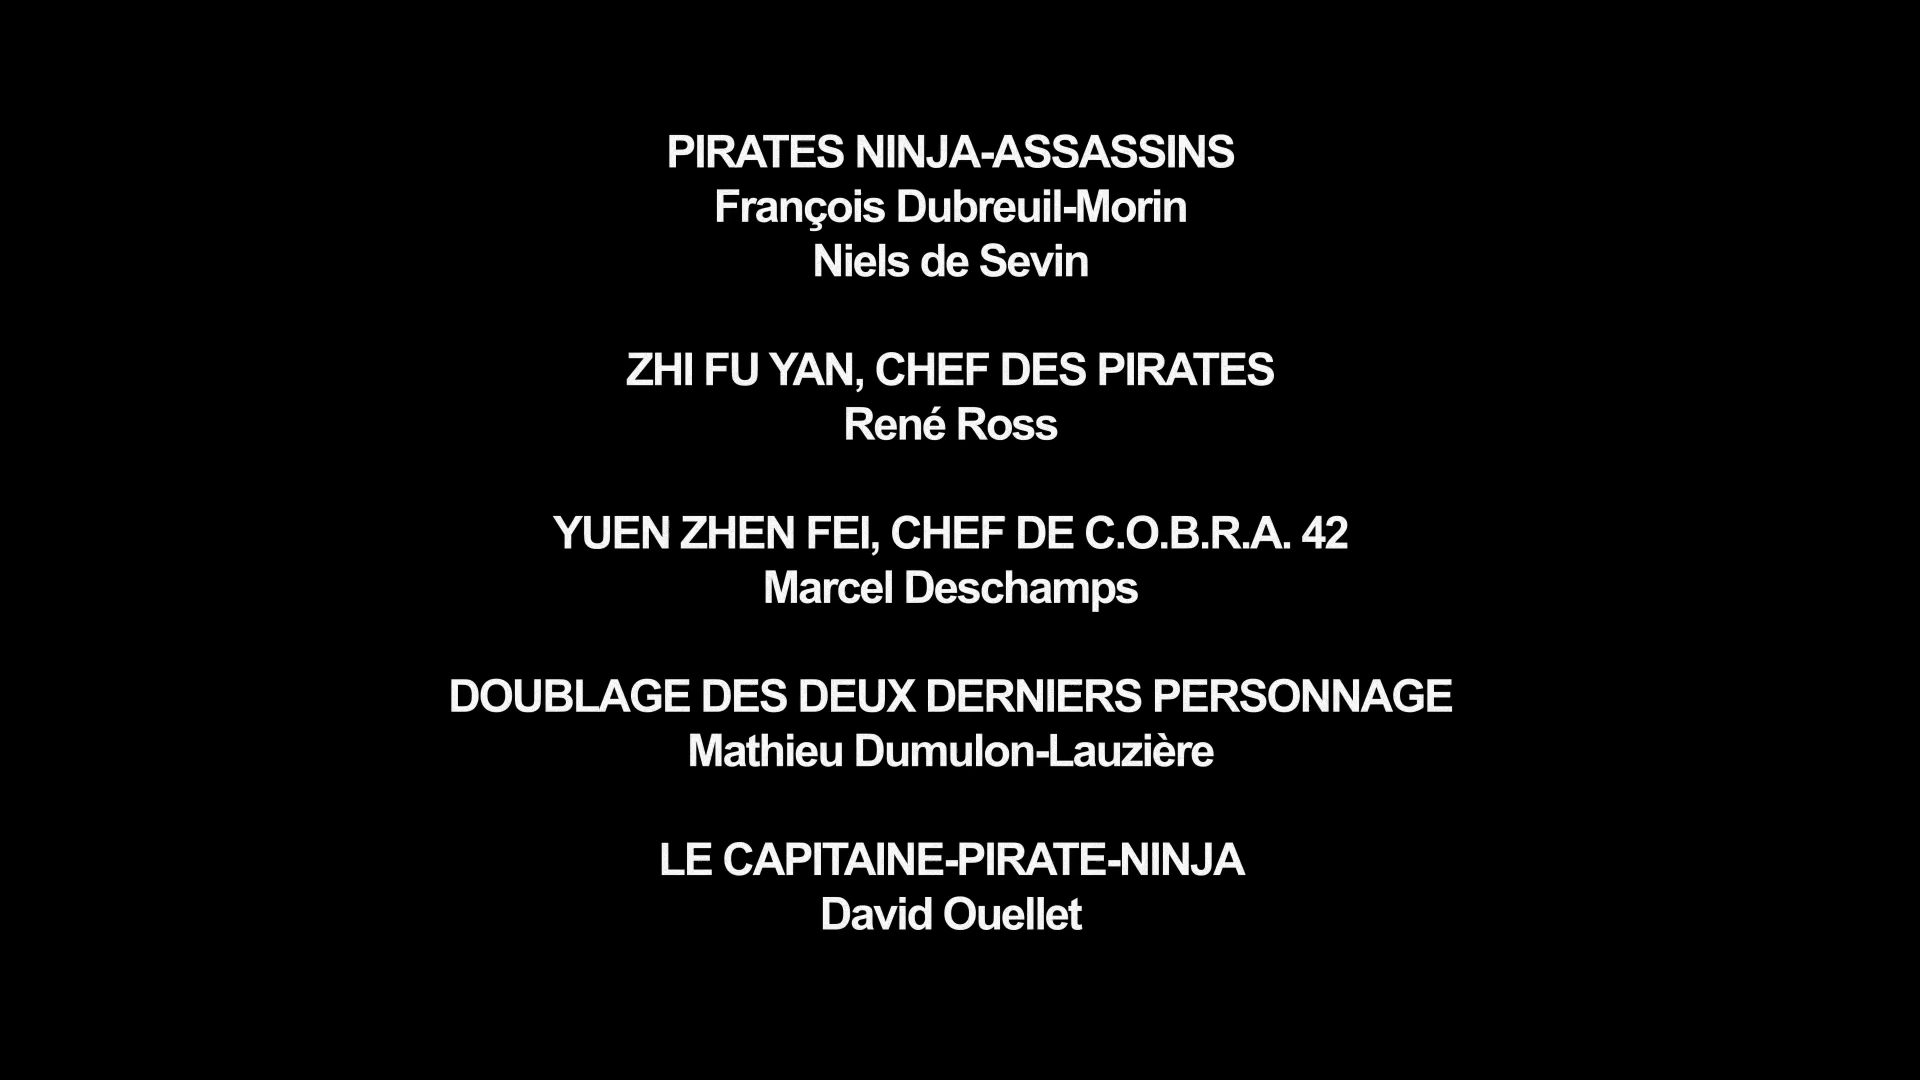 PIRATES NINJA-ASSASSINS
François Dubreuil-Morin
Niels de Sevin
ZHI FU YAN, CHEF DES PIRATES
René Ross
YUEN ZHEN FEI, CHEF DE C.O.B.R.A. 42
Marcel Deschamps
DOUBLAGE DES DEUX DERNIERS PERSONNAGE
Mathieu Dumulon-Lauzière
LE CAPITAINE-PIRATE-NINJA
David Ouellet